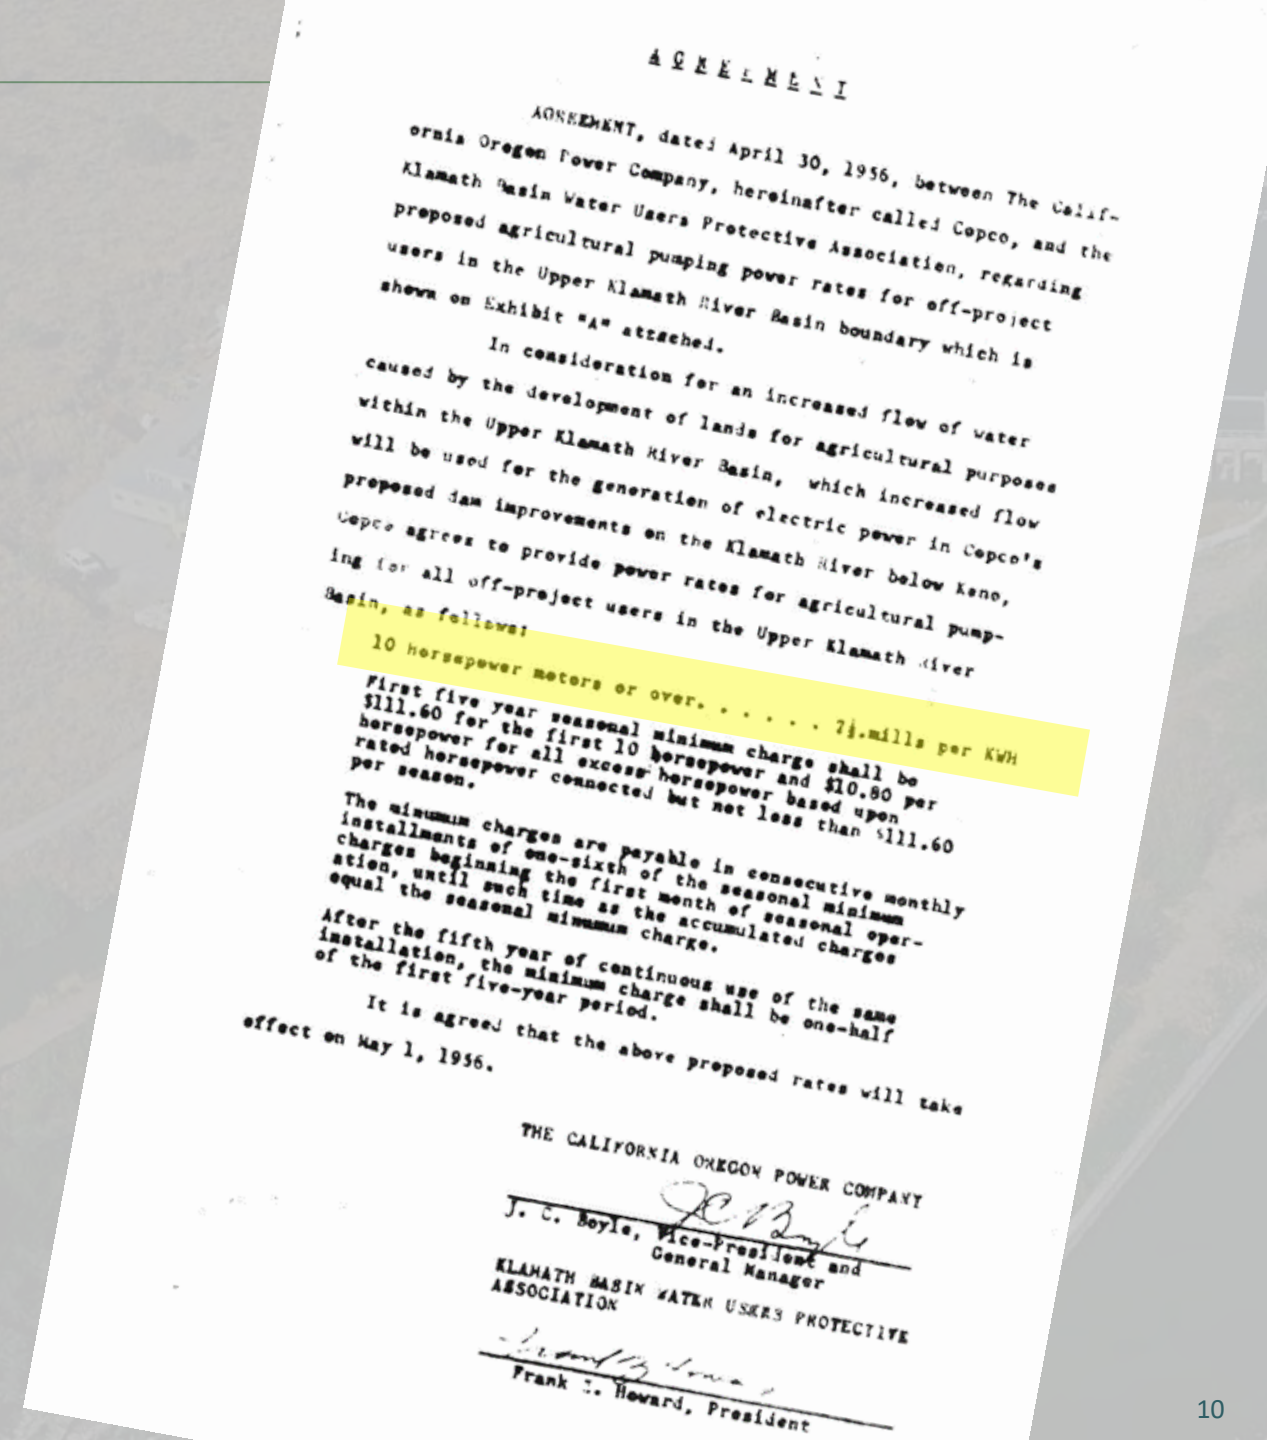 AGREEMENT
AGREEMENT, dated April 30, 1956, between The Calif-
ornia Oregon Power Company, hereinafter called Copco, and the
Klamath Basin Water Users Protective Association, regarding
proposed agricultural pumping power rates for off-project
users in the Upper Klamath River Basin boundary which is
shown on Exhibit "A" attached.
In consideration for an increased flow of water
caused by the development of lands for agricultural purposes
within the Upper Klamath River Basin, which increased flow
will be used for the generation of electric power in Copco's
proposed dam improvements on the Klamath River below Keno,
Copco agrees to provide power rates for agricultural pump-
ing for all off-project users in the Upper Klamath River
Basin, as follows:
10 horsepower motors or over. . . . . . 7½.mills per KWH
First five year seasonal minimum charge shall be
$111.60 for the first 10 horsepower and $10.80 per
horsepower for all excess horsepower based upon
rated horsepower connected but not less than $111.60
per season.
The minumum charges are payable in consecutive monthly
installments of one-sixth of the seasonal minimum
charges beginning the first month of seasonal oper-
ation, until such time as the accumulated charges
equal the seasonal minumum charge.
After the fifth year of continuous use of the same
installation, the minimum charge shall be one-half
of the first five-year period.
It is agreed that the above proposed rates will take
effect on May 1, 1956.
THE CALIFORNIA OREGON POWER COMPANY
J C Boyle
J. C. Boyle, Vice-President and
General Manager
KLAMATH BASIN WATER USERS PROTECTIVE
ASSOCIATION
Frank Howard, President
10